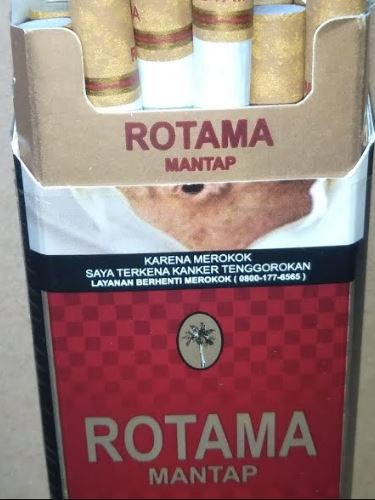 ROTAMA
MANTAP
KARENA MEROKOK
SAYA TERKENA KANKER TENGGOROKAN
LAYANAN BERHENTI MEROKOK ( 0800-177-6565 )
ROTAMA
MANTAP